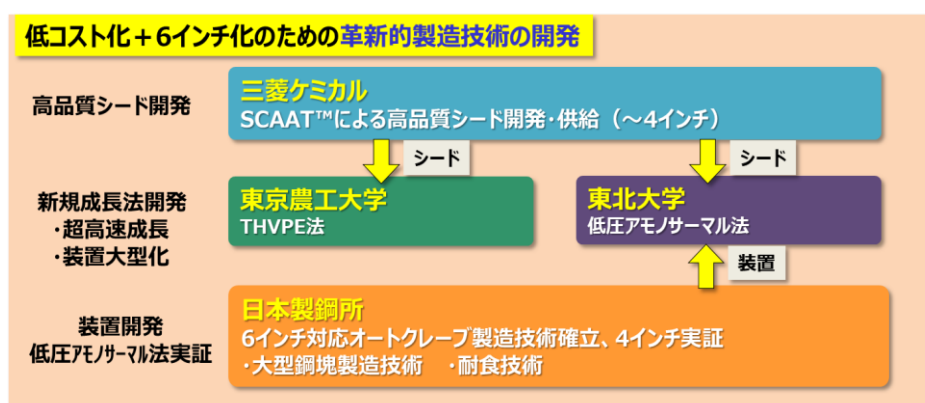 低コスト化＋6インチ化のための革新的製造技術の開発
高品質シード開発
三菱ケミカル
SCAAT™による高品質シード開発・供給（～4インチ）
シード
シード
新規成長法開発
・超高速成長
・装置大型化
東京農工大学
THVPE法
東北大学
低圧アモノサーマル法
装置
装置開発
低圧ｱﾓﾉｻｰﾏﾙ法実証
日本製鋼所
6インチ対応オートクレーブ製造技術確立、4インチ実証
・大型鋼塊製造技術　・耐食技術